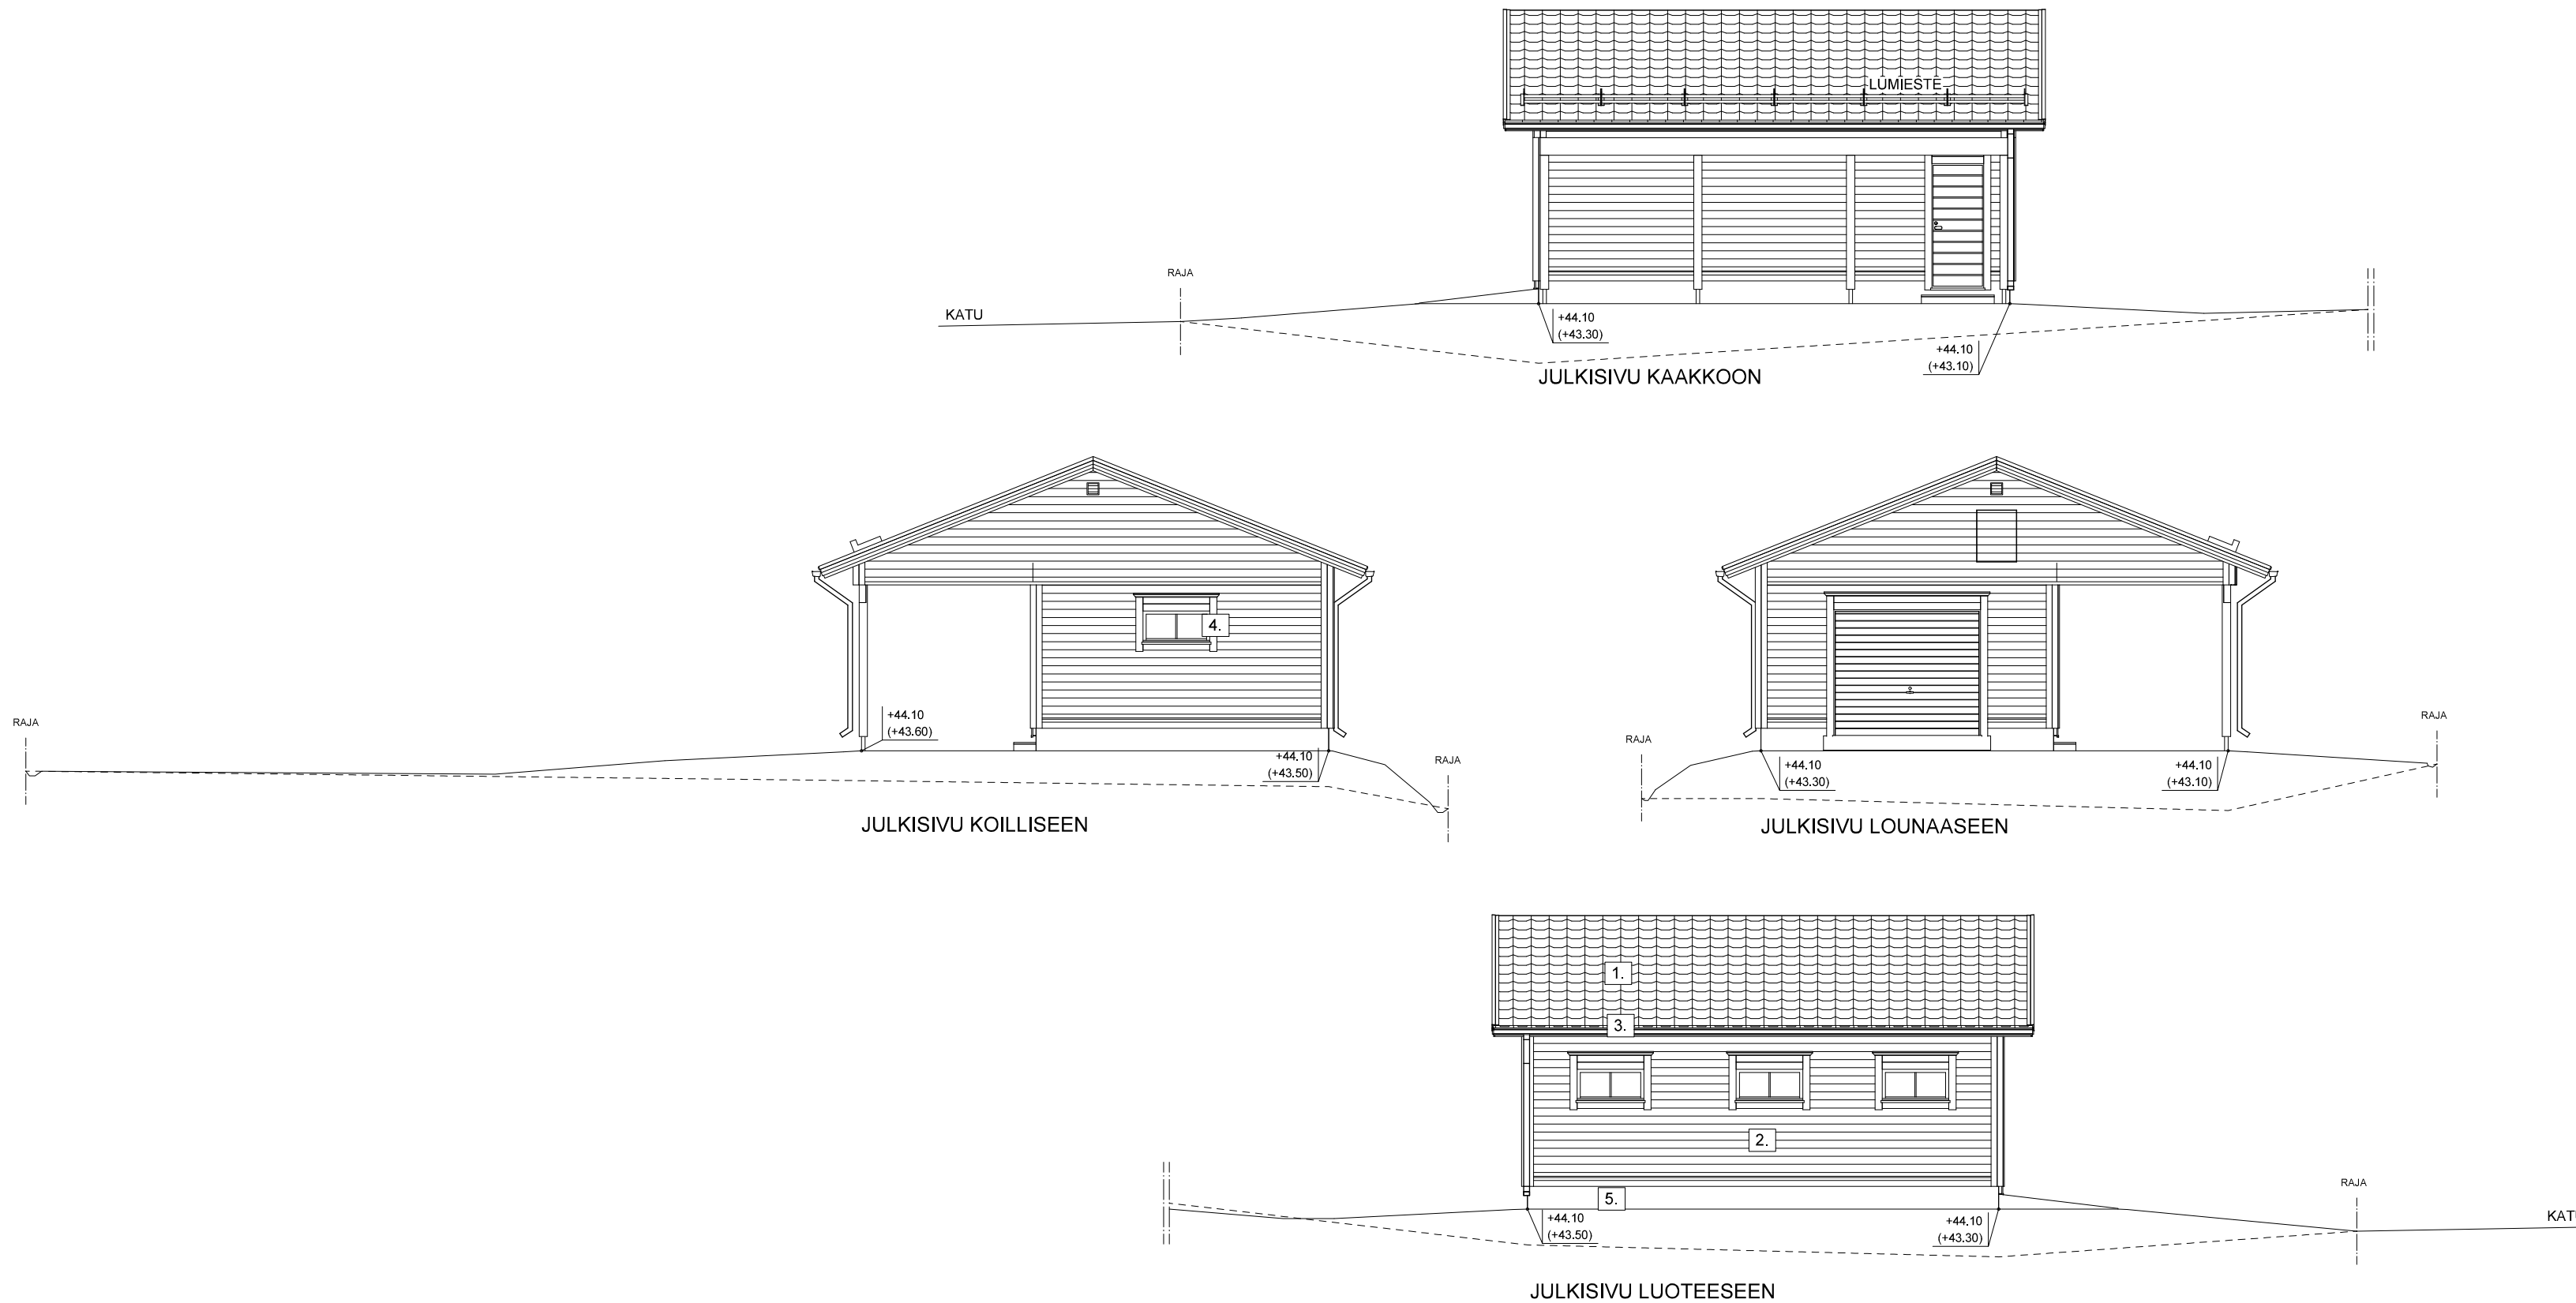 LUMIESTE
RAJA
KATU
+44.10
(+43.30)
+44.10
(+43.10)
JULKISIVU KAAKKOON
4.
RAJA
+44.10
(+43.60)
+44.10
(+43.50)
RAJA
JULKISIVU KOILLISEEN
RAJA
RAJA
+44.10
(+43.30)
+44.10
(+43.10)
JULKISIVU LOUNAASEEN
1.
3.
2.
5.
RAJA
KAT
+44.10
(+43.50)
+44.10
(+43.30)
JULKISIVU LUOTEESEEN